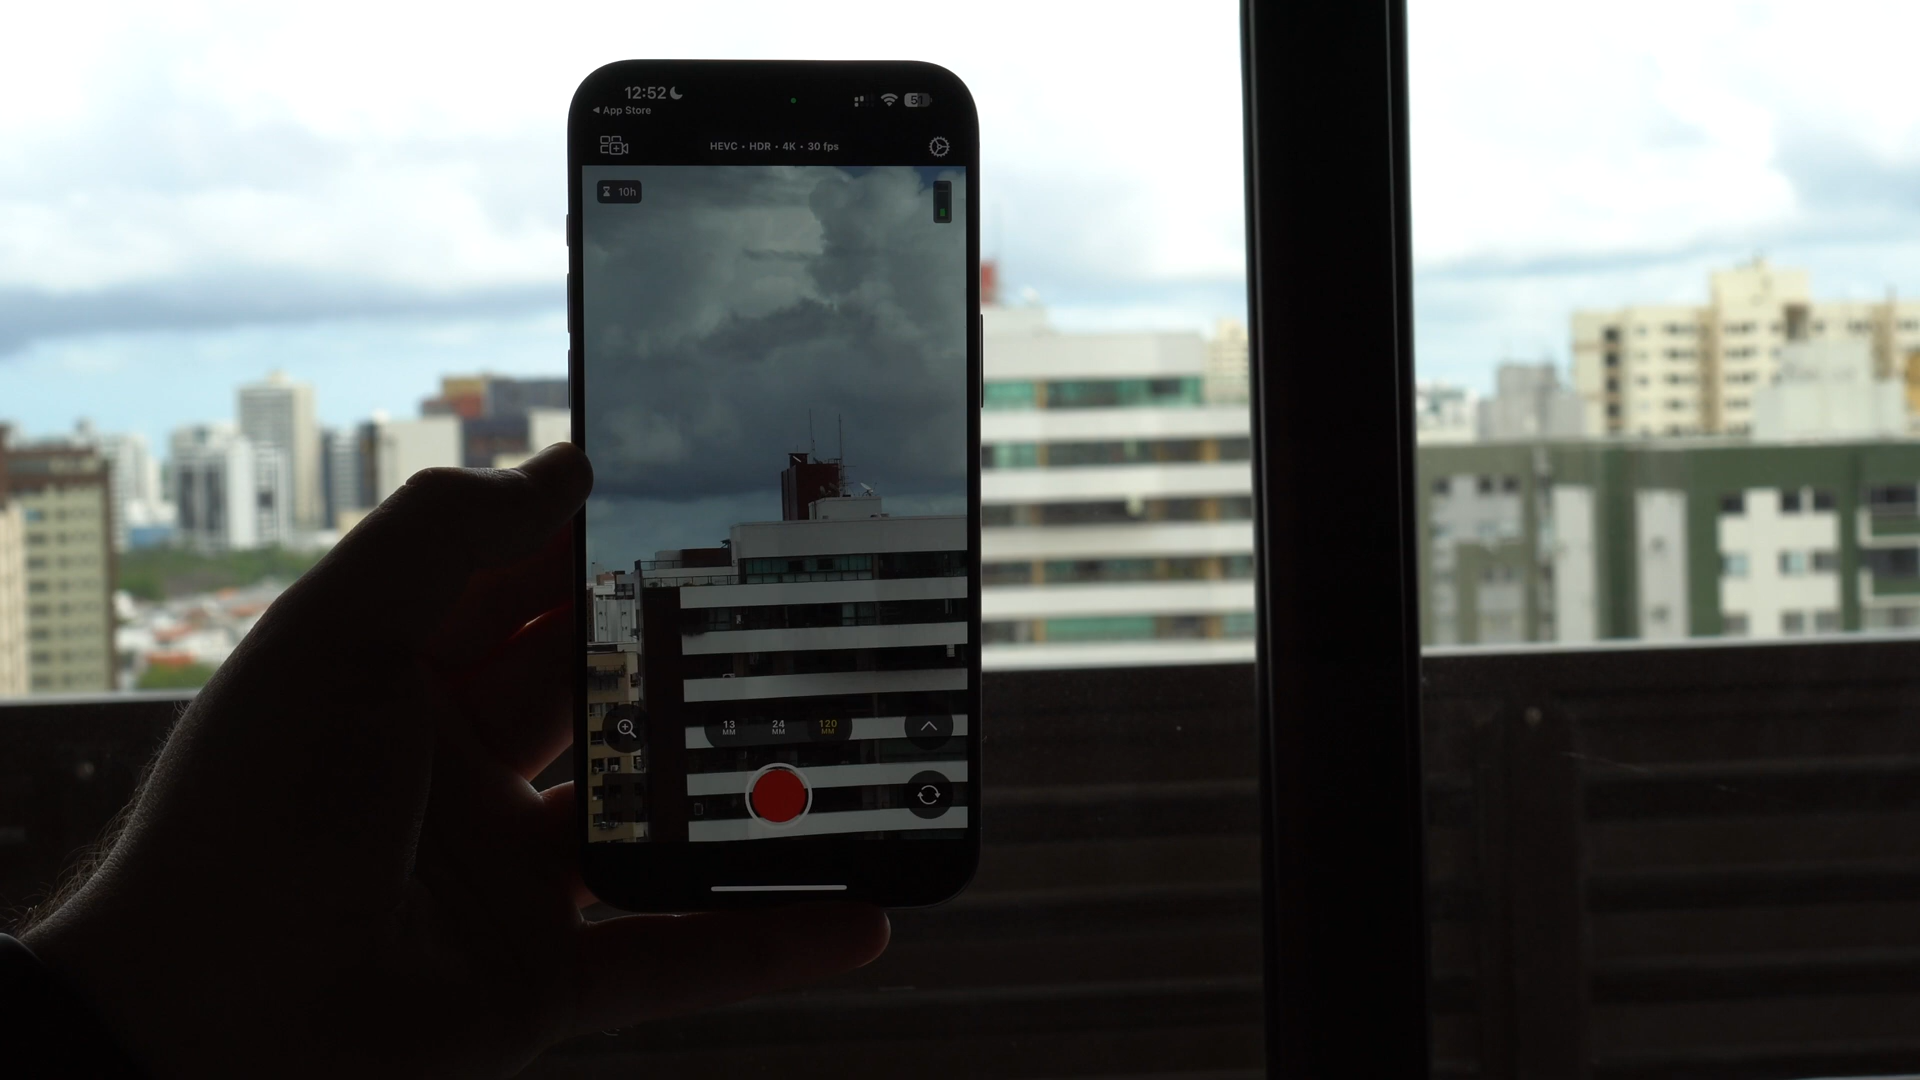 12:52
◀ App Store
HEVC • HDR • 4K • 30 fps
10h
13 24 120
MM MM MM